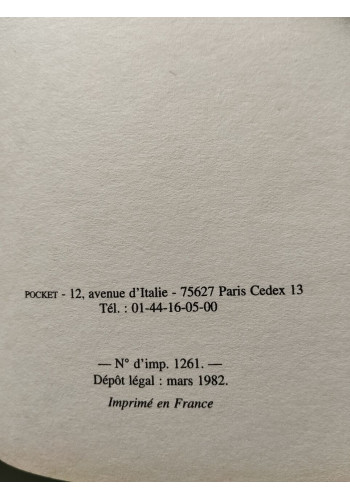 POCKET - 12, avenue d'Italie - 75627 Paris Cedex 13
Tél. : 01-44-16-05-00
— N° d'imp. 1261. —
Dépôt légal : mars 1982.
Imprimé en France